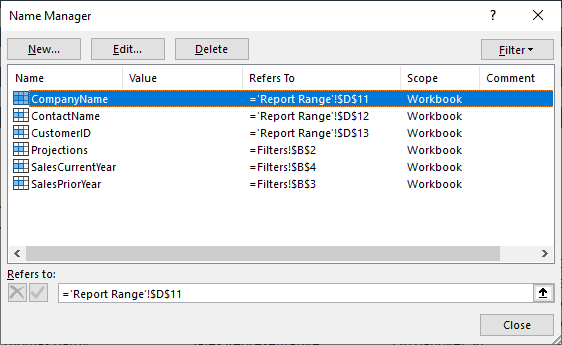 Name Manager ? ×
New... Edit... Delete Filter
Name Value Refers To Scope Comment
CompanyName ='Report Range'!$D$11 Workbook
ContactName ='Report Range'!$D$12 Workbook
CustomerID ='Report Range'!$D$13 Workbook
Projections =Filters!$B$2 Workbook
SalesCurrentYear =Filters!$B$4 Workbook
SalesPriorYear =Filters!$B$3 Workbook
Refers to:
='Report Range'!$D$11
Close